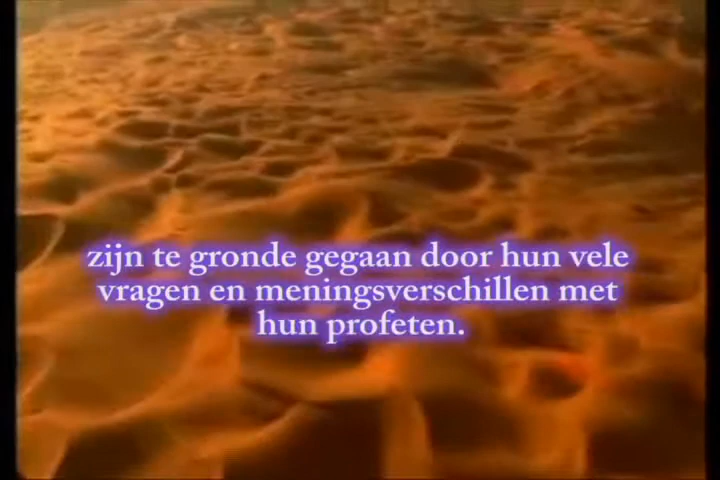 zijn te gronde gegaan door hun vele
vragen en meningsverschillen met
hun profeten.